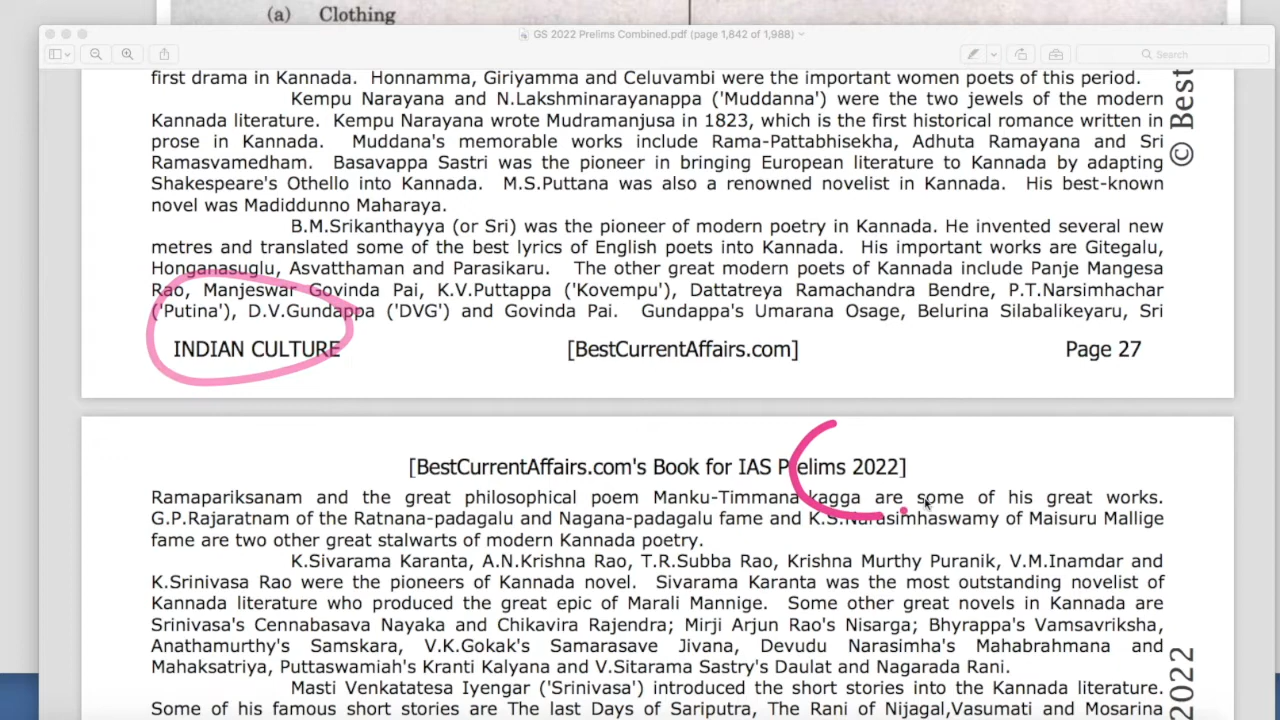 (a) Clothing
GS 2022 Prelims Combined.pdf (page 1,842 of 1,988)
Search
first drama in Kannada. Honnamma, Giriyamma and Celuvambi were the important women poets of this period.
Kempu Narayana and N.Lakshminarayanappa ('Muddanna') were the two jewels of the modern
Kannada literature. Kempu Narayana wrote Mudramanjusa in 1823, which is the first historical romance written in
prose in Kannada. Muddana's memorable works include Rama-Pattabhisekha, Adhuta Ramayana and Sri
Ramasvamedham. Basavappa Sastri was the pioneer in bringing European literature to Kannada by adapting
Shakespeare's Othello into Kannada. M.S.Puttana was also a renowned novelist in Kannada. His best-known
novel was Madiddunno Maharaya.
B.M.Srikanthayya (or Sri) was the pioneer of modern poetry in Kannada. He invented several new
metres and translated some of the best lyrics of English poets into Kannada. His important works are Gitegalu,
Honganasuglu, Asvatthaman and Parasikaru. The other great modern poets of Kannada include Panje Mangesa
Rao, Manjeswar Govinda Pai, K.V.Puttappa ('Kovempu'), Dattatreya Ramachandra Bendre, P.T.Narsimhachar
('Putina'), D.V.Gundappa ('DVG') and Govinda Pai. Gundappa's Umarana Osage, Belurina Silabalikeyaru, Sri
INDIAN CULTURE [BestCurrentAffairs.com] Page 27
© Best
[BestCurrentAffairs.com's Book for IAS Prelims 2022]
Ramapariksanam and the great philosophical poem Manku-Timmana kagga are some of his great works.
G.P.Rajaratnam of the Ratnana-padagalu and Nagana-padagalu fame and K.S.Narasimhaswamy of Maisuru Mallige
fame are two other great stalwarts of modern Kannada poetry.
K.Sivarama Karanta, A.N.Krishna Rao, T.R.Subba Rao, Krishna Murthy Puranik, V.M.Inamdar and
K.Srinivasa Rao were the pioneers of Kannada novel. Sivarama Karanta was the most outstanding novelist of
Kannada literature who produced the great epic of Marali Mannige. Some other great novels in Kannada are
Srinivasa's Cennabasava Nayaka and Chikavira Rajendra; Mirji Arjun Rao's Nisarga; Bhyrappa's Vamsavriksha,
Anathamurthy's Samskara, V.K.Gokak's Samarasave Jivana, Devudu Narasimha's Mahabrahmana and
Mahaksatriya, Puttaswamiah's Kranti Kalyana and V.Sitarama Sastry's Daulat and Nagarada Rani.
Masti Venkatatesa Iyengar ('Srinivasa') introduced the short stories into the Kannada literature.
Some of his famous short stories are The last Days of Sariputra, The Rani of Nijagal,Vasumati and Mosarina
2022